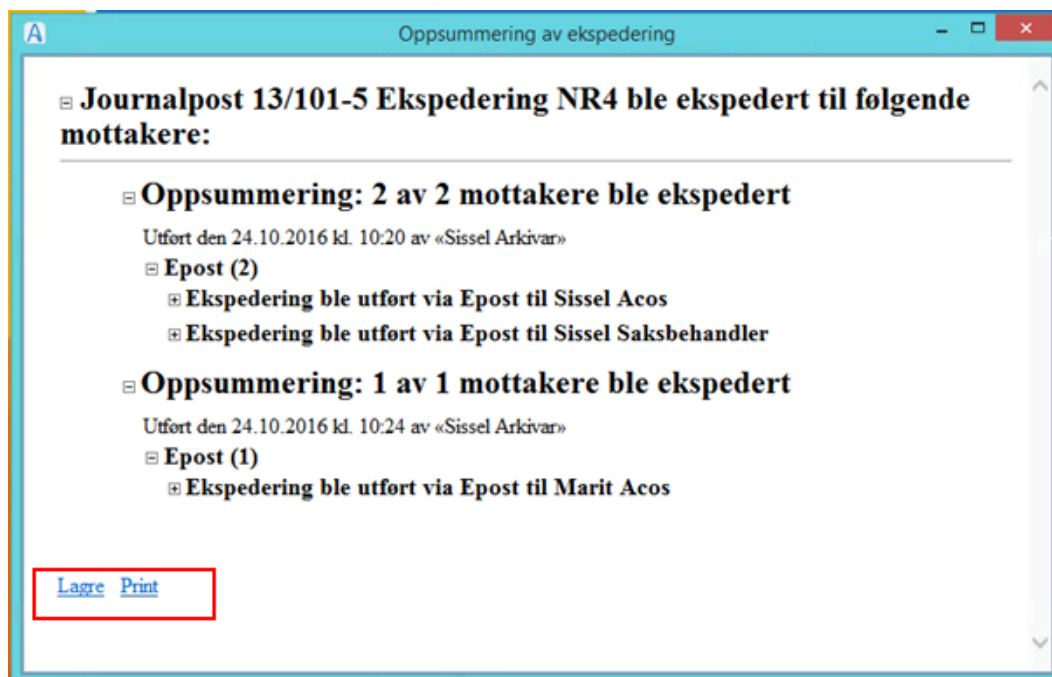 A
Oppsummering av ekspedering
Journalpost 13/101-5 Ekspedering NR4 ble ekspedert til følgende
mottakere:
Oppsummering: 2 av 2 mottakere ble ekspedert
Utført den 24.10.2016 kl. 10:20 av «Sissel Arkivar»
Epost (2)
Ekspedering ble utført via Epost til Sissel Acos
Ekspedering ble utført via Epost til Sissel Saksbehandler
Oppsummering: 1 av 1 mottakere ble ekspedert
Utført den 24.10.2016 kl. 10:24 av «Sissel Arkivar»
Epost (1)
Ekspedering ble utført via Epost til Marit Acos
Lagre Print